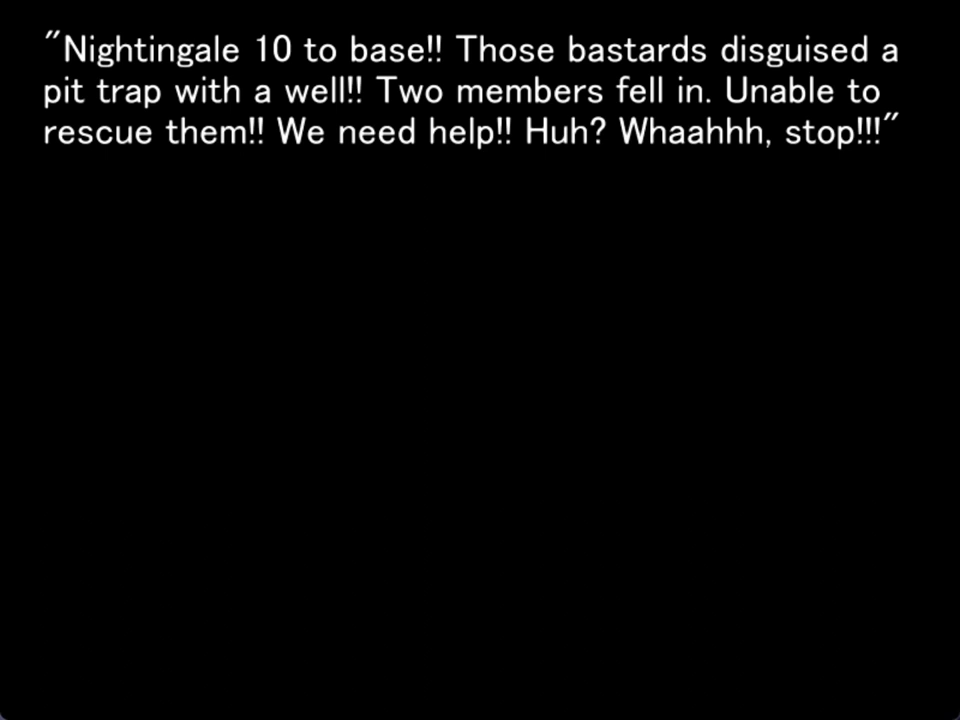 "Nightingale 10 to base!! Those bastards disguised a
pit trap with a well!! Two members fell in. Unable to
rescue them!! We need help!! Huh? Whaahhh, stop!!!"